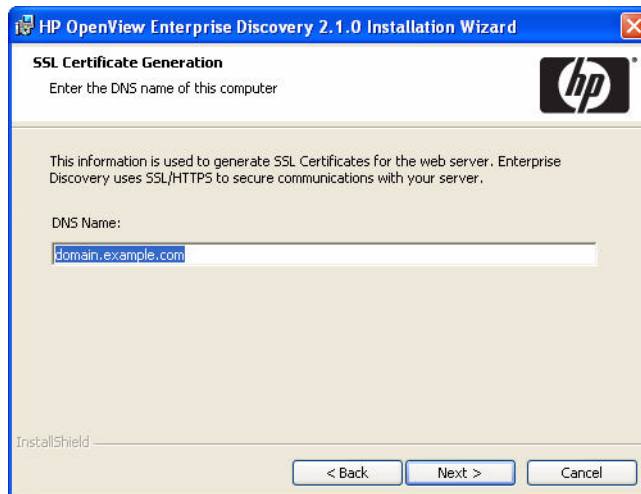 HP OpenView Enterprise Discovery 2.1.0 Installation Wizard
SSL Certificate Generation
Enter the DNS name of this computer
hp
This information is used to generate SSL Certificates for the web server. Enterprise
Discovery uses SSL/HTTPS to secure communications with your server.
DNS Name:
domain.example.com
InstallShield
< Back Next > Cancel